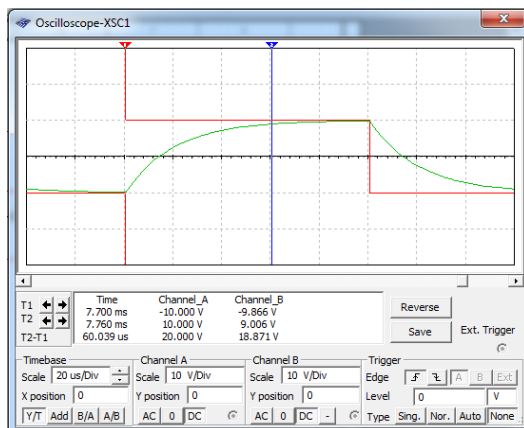 Oscilloscope-XSC1
x
1 2
Time Channel_A Channel_B
T1 7.700 ms -10.000 V -9.866 V
T2 7.760 ms 10.000 V 9.006 V
T2-T1 60.039 us 20.000 V 18.871 V
Reverse
Save
Ext. Trigger
Timebase Channel A Channel B Trigger
Scale 20 us/Div Scale 10 V/Div Scale 10 V/Div Edge A B Ext
X position 0 Y position 0 Y position 0 Level 0 V
Y/T Add B/A A/B AC 0 DC AC 0 DC - Type Sing. Nor. Auto None